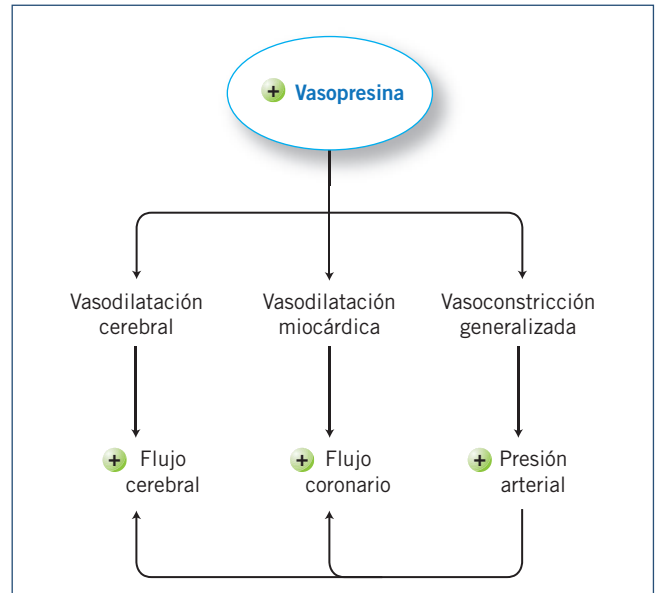 + Vasopresina
Vasodilatación
cerebral
Vasodilatación
miocárdica
Vasoconstricción
generalizada
+ Flujo
cerebral
+ Flujo
coronario
+ Presión
arterial